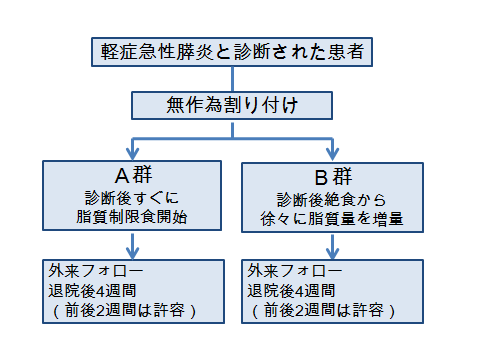 軽症急性膵炎と診断された患者
無作為割り付け
A群
診断後すぐに
脂質制限食開始
B群
診断後絶食から
徐々に脂質量を増量
外来フォロー
退院後4週間
(前後2週間は許容)
外来フォロー
退院後4週間
(前後2週間は許容)